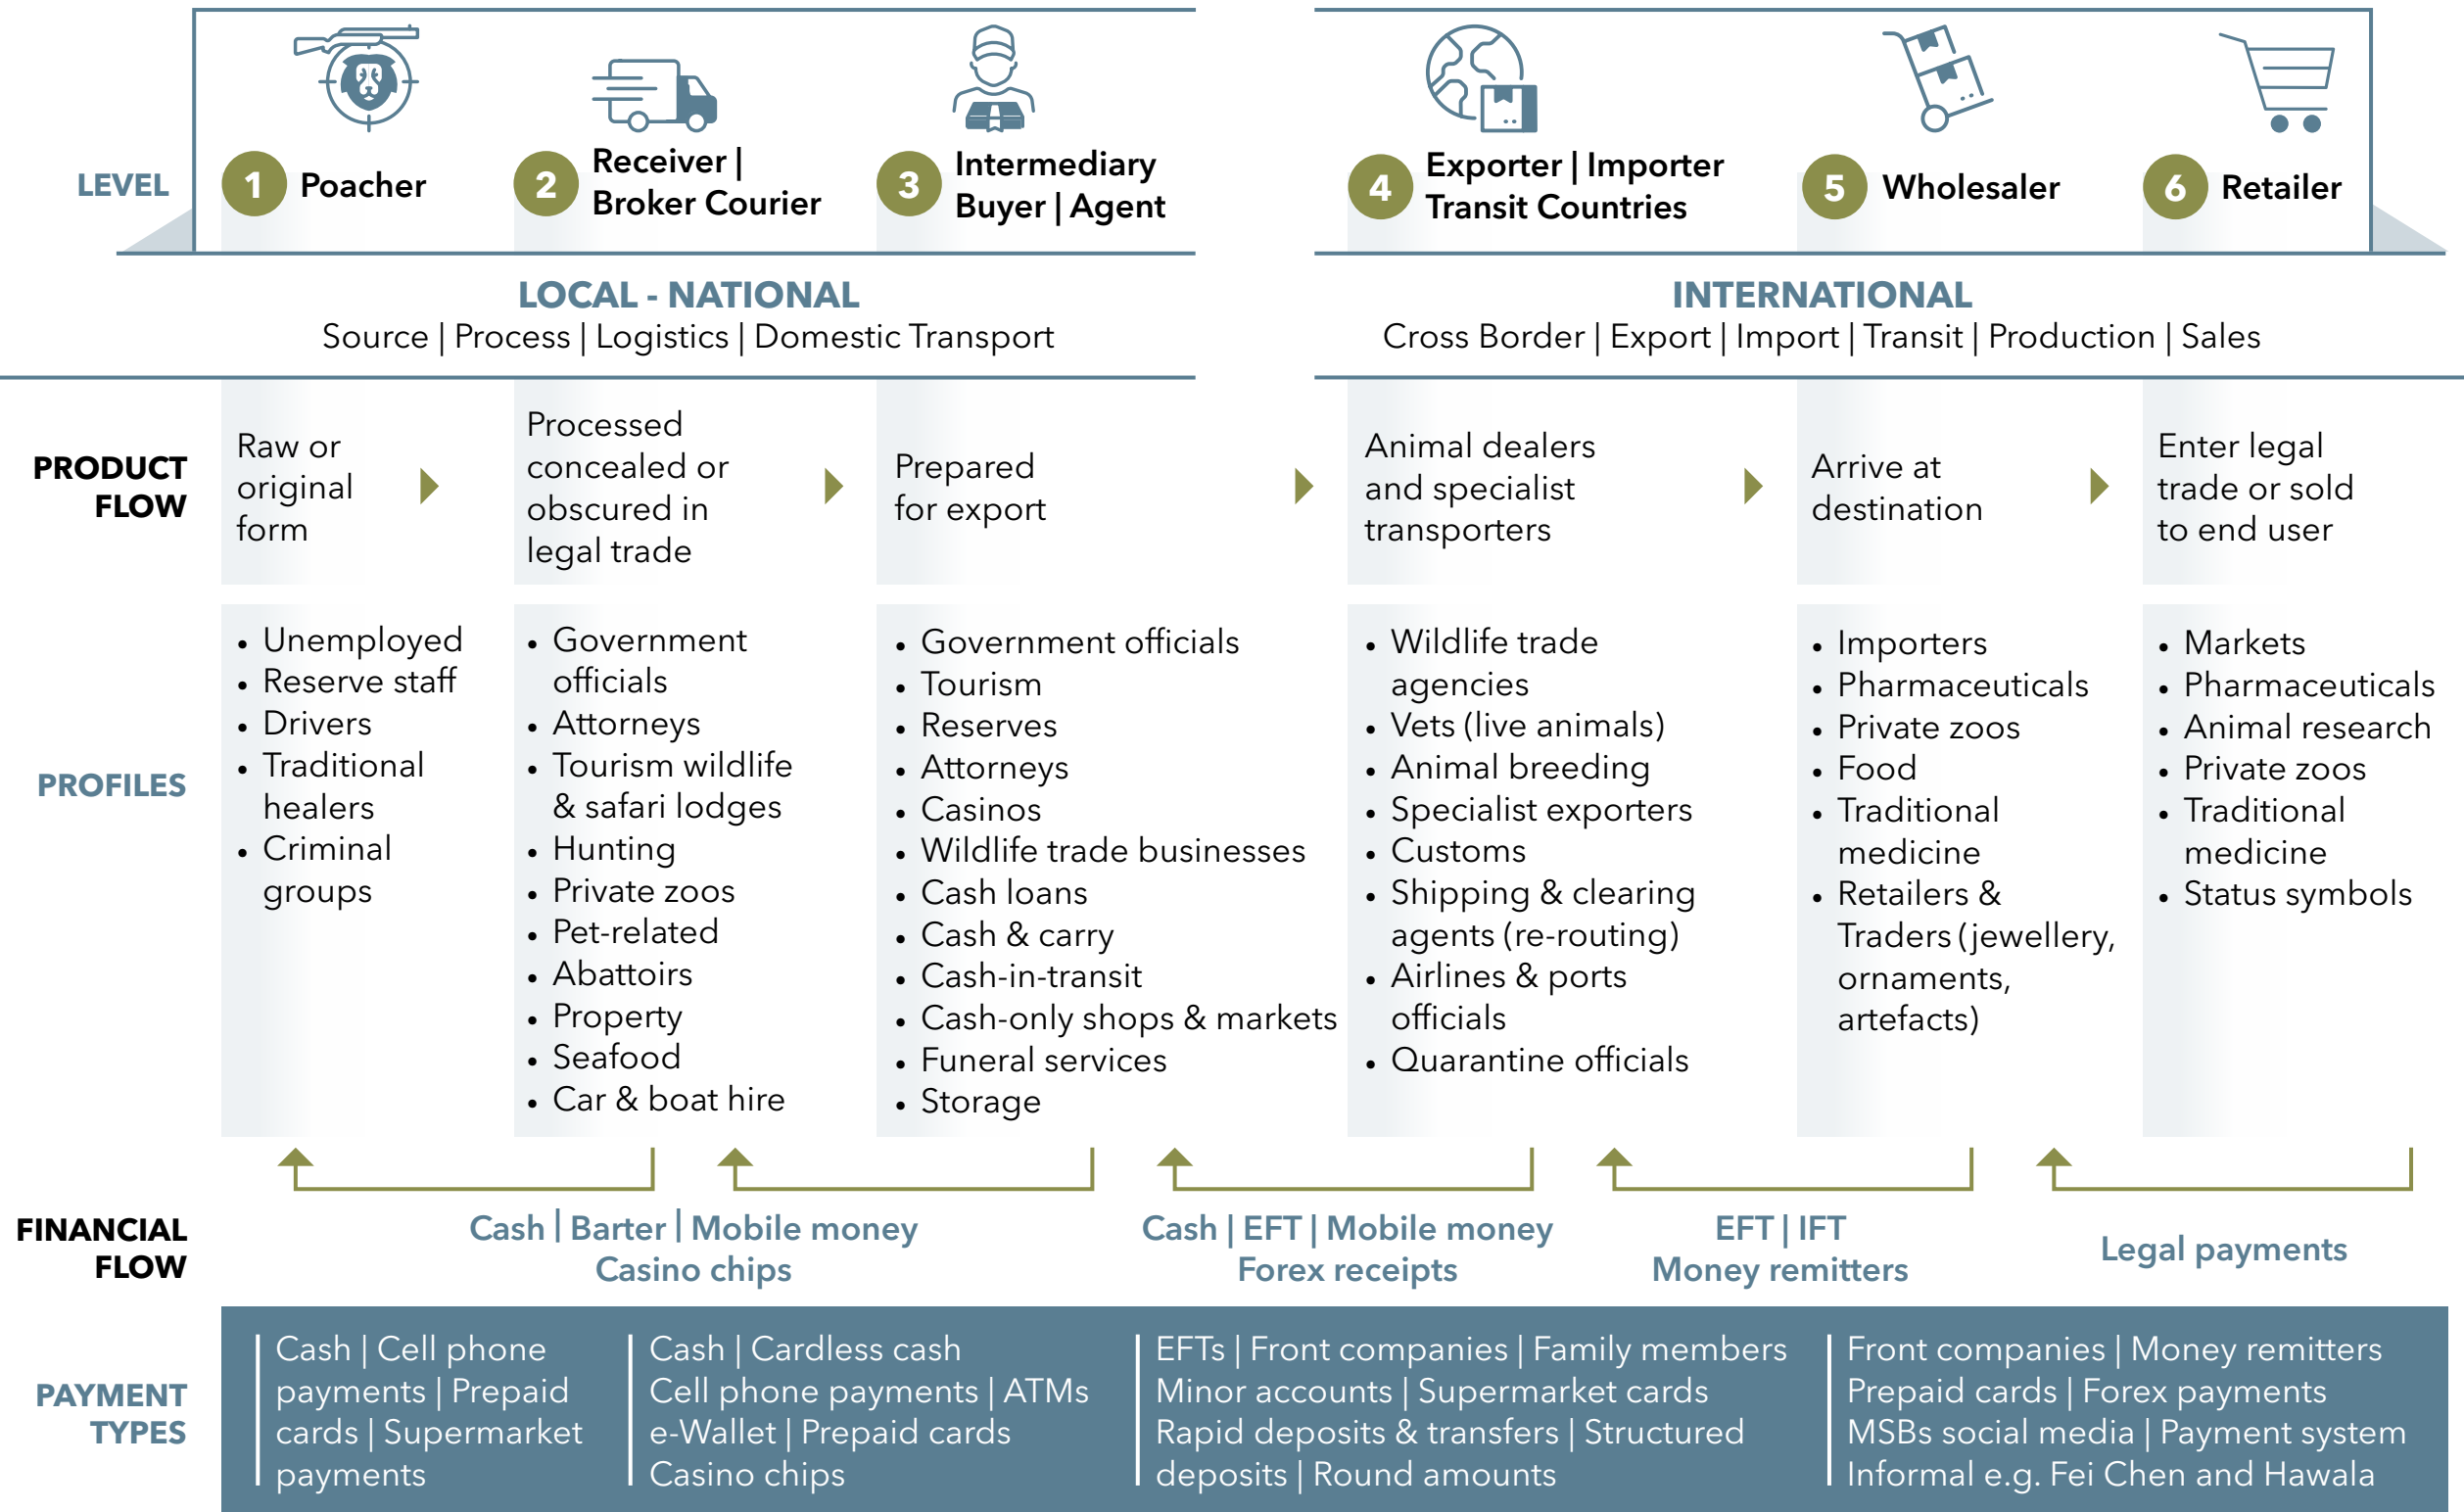 LEVEL
1 Poacher
2 Receiver |
Broker Courier
3 Intermediary
Buyer | Agent
4 Exporter | Importer
Transit Countries
5 Wholesaler
6 Retailer
LOCAL - NATIONAL
Source | Process | Logistics | Domestic Transport
INTERNATIONAL
Cross Border | Export | Import | Transit | Production | Sales
PRODUCT
FLOW
Raw or
original
form
Processed
concealed or
obscured in
legal trade
Prepared
for export
Animal dealers
and specialist
transporters
Arrive at
destination
Enter legal
trade or sold
to end user
PROFILES
• Unemployed
• Reserve staff
• Drivers
• Traditional
healers
• Criminal
groups
• Government
officials
• Attorneys
• Tourism wildlife
& safari lodges
• Hunting
• Private zoos
• Pet-related
• Abattoirs
• Property
• Seafood
• Car & boat hire
• Government officials
• Tourism
• Reserves
• Attorneys
• Casinos
• Wildlife trade businesses
• Cash loans
• Cash & carry
• Cash-in-transit
• Cash-only shops & markets
• Funeral services
• Storage
• Wildlife trade
agencies
• Vets (live animals)
• Animal breeding
• Specialist exporters
• Customs
• Shipping & clearing
agents (re-routing)
• Airlines & ports
officials
• Quarantine officials
• Importers
• Pharmaceuticals
• Private zoos
• Food
• Traditional
medicine
• Retailers &
Traders (jewellery,
ornaments,
artefacts)
• Markets
• Pharmaceuticals
• Animal research
• Private zoos
• Traditional
medicine
• Status symbols
FINANCIAL
FLOW
Cash | Barter | Mobile money
Casino chips
Cash | EFT | Mobile money
Forex receipts
EFT | IFT
Money remitters
Legal payments
PAYMENT
TYPES
Cash | Cell phone
payments | Prepaid
cards | Supermarket
payments
Cash | Cardless cash
Cell phone payments | ATMs
e-Wallet | Prepaid cards
Casino chips
EFTs | Front companies | Family members
Minor accounts | Supermarket cards
Rapid deposits & transfers | Structured
deposits | Round amounts
Front companies | Money remitters
Prepaid cards | Forex payments
MSBs social media | Payment system
Informal e.g. Fei Chen and Hawala